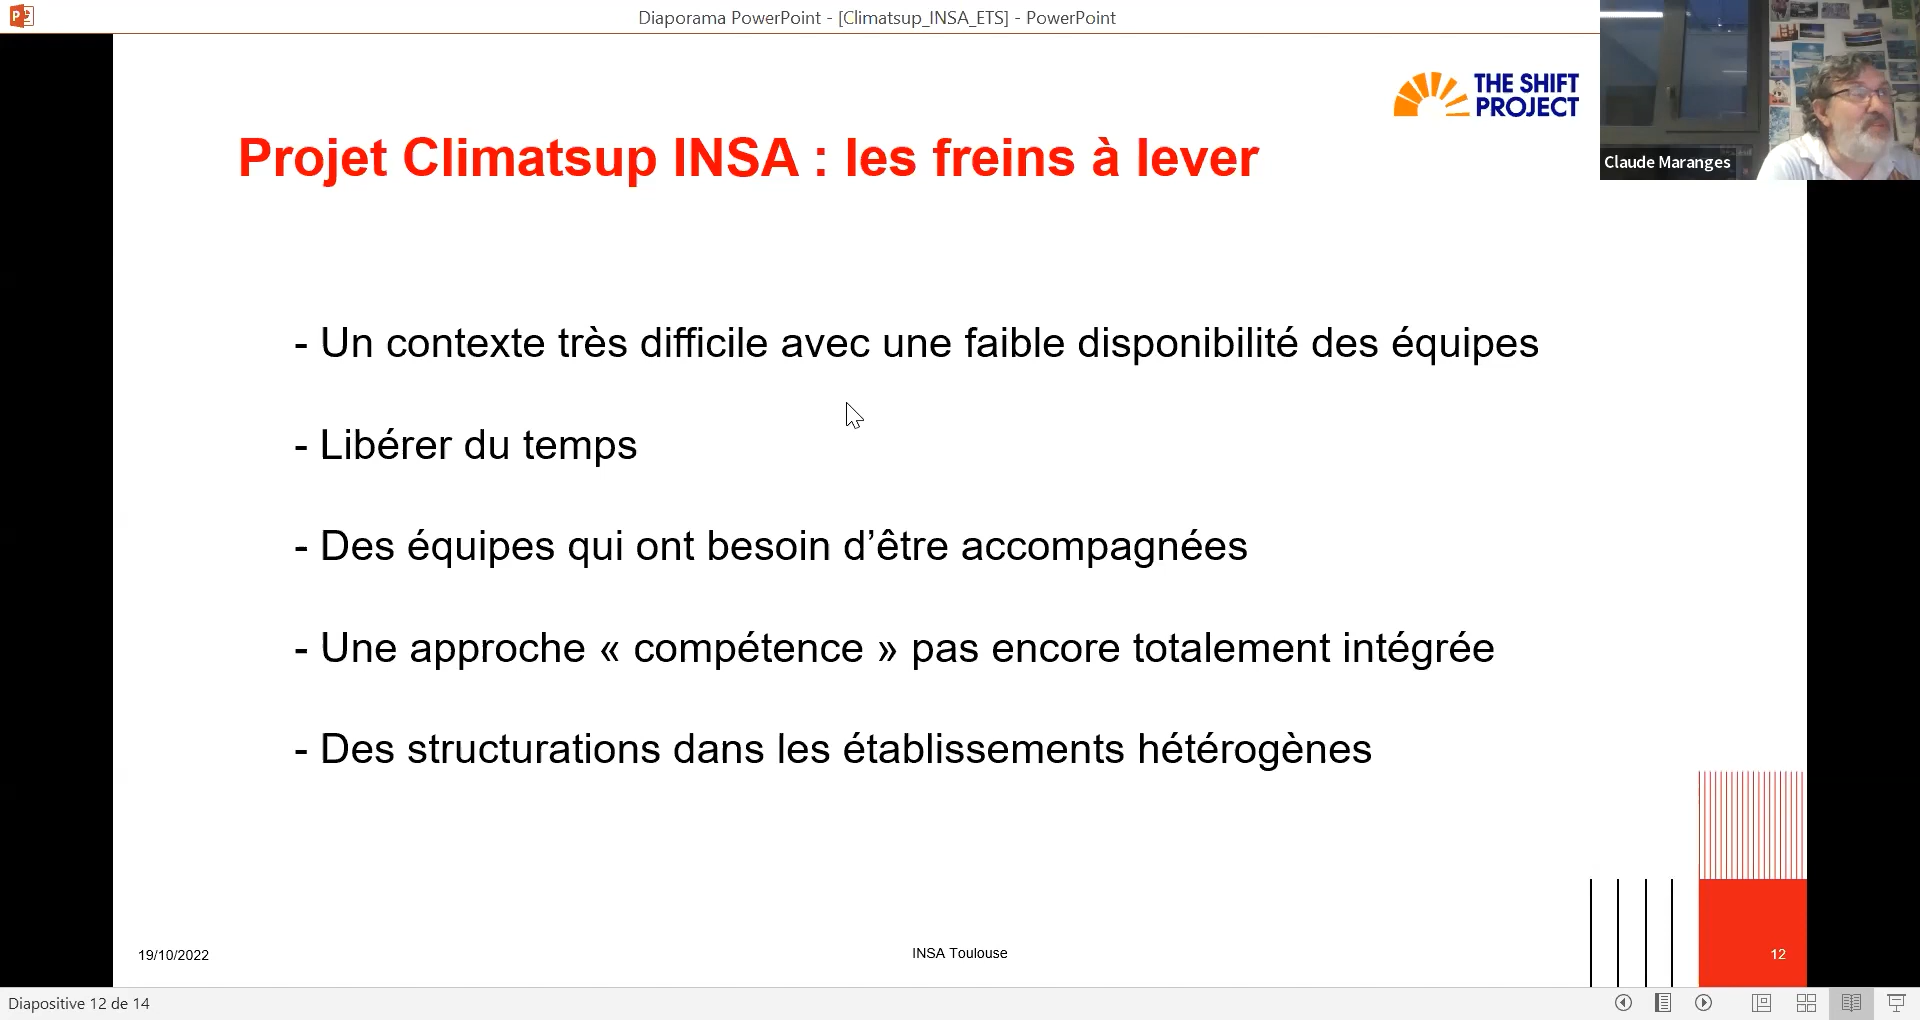 Diaporama PowerPoint - [Climatsup_INSA_ETS] - PowerPoint
THE SHIFT
PROJECT
Claude Maranges
Projet Climatsup INSA : les freins à lever
- Un contexte très difficile avec une faible disponibilité des équipes
- Libérer du temps
- Des équipes qui ont besoin d’être accompagnées
- Une approche « compétence » pas encore totalement intégrée
- Des structurations dans les établissements hétérogènes
19/10/2022
INSA Toulouse
12
Diapositive 12 de 14